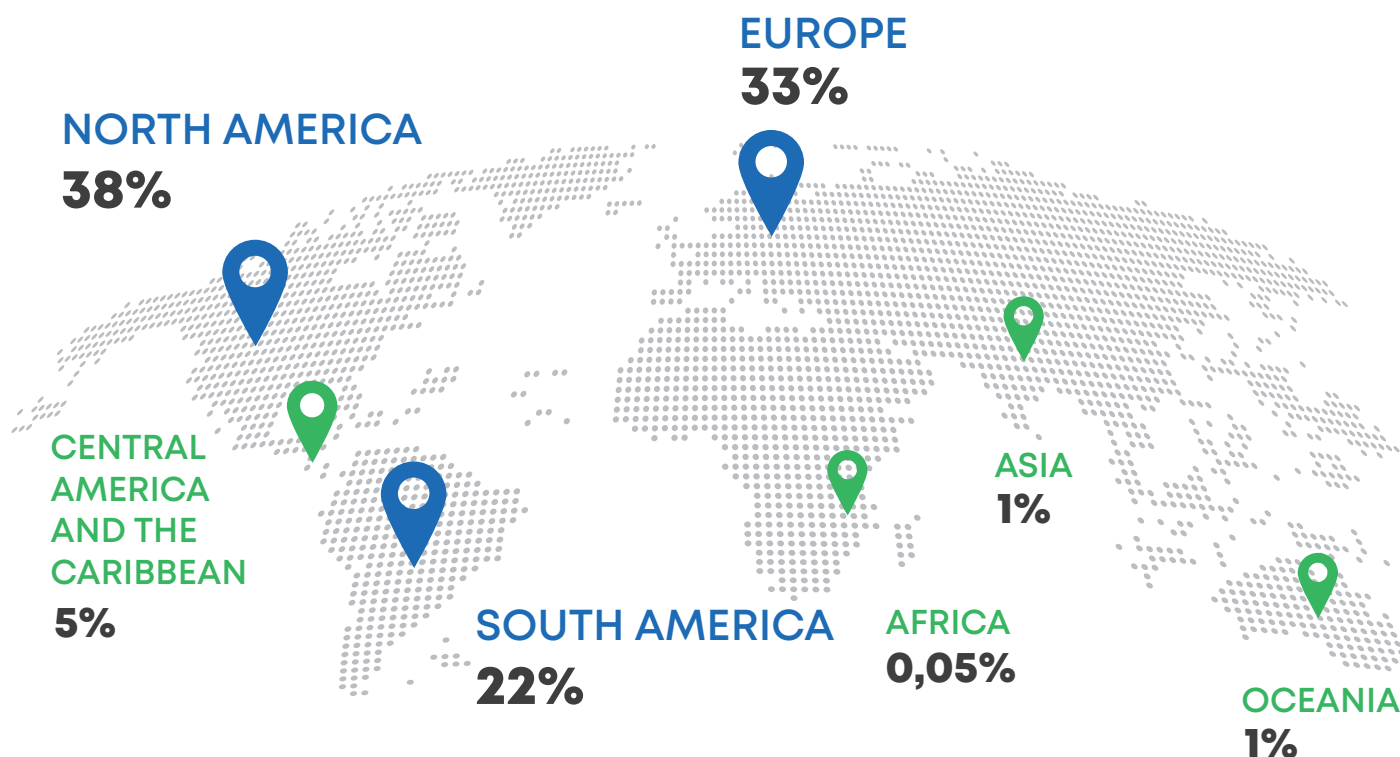 EUROPE
33%
NORTH AMERICA
38%
CENTRAL
AMERICA
AND THE
CARIBBEAN
5%
SOUTH AMERICA
22%
ASIA
1%
AFRICA
0,05%
OCEANIA
1%